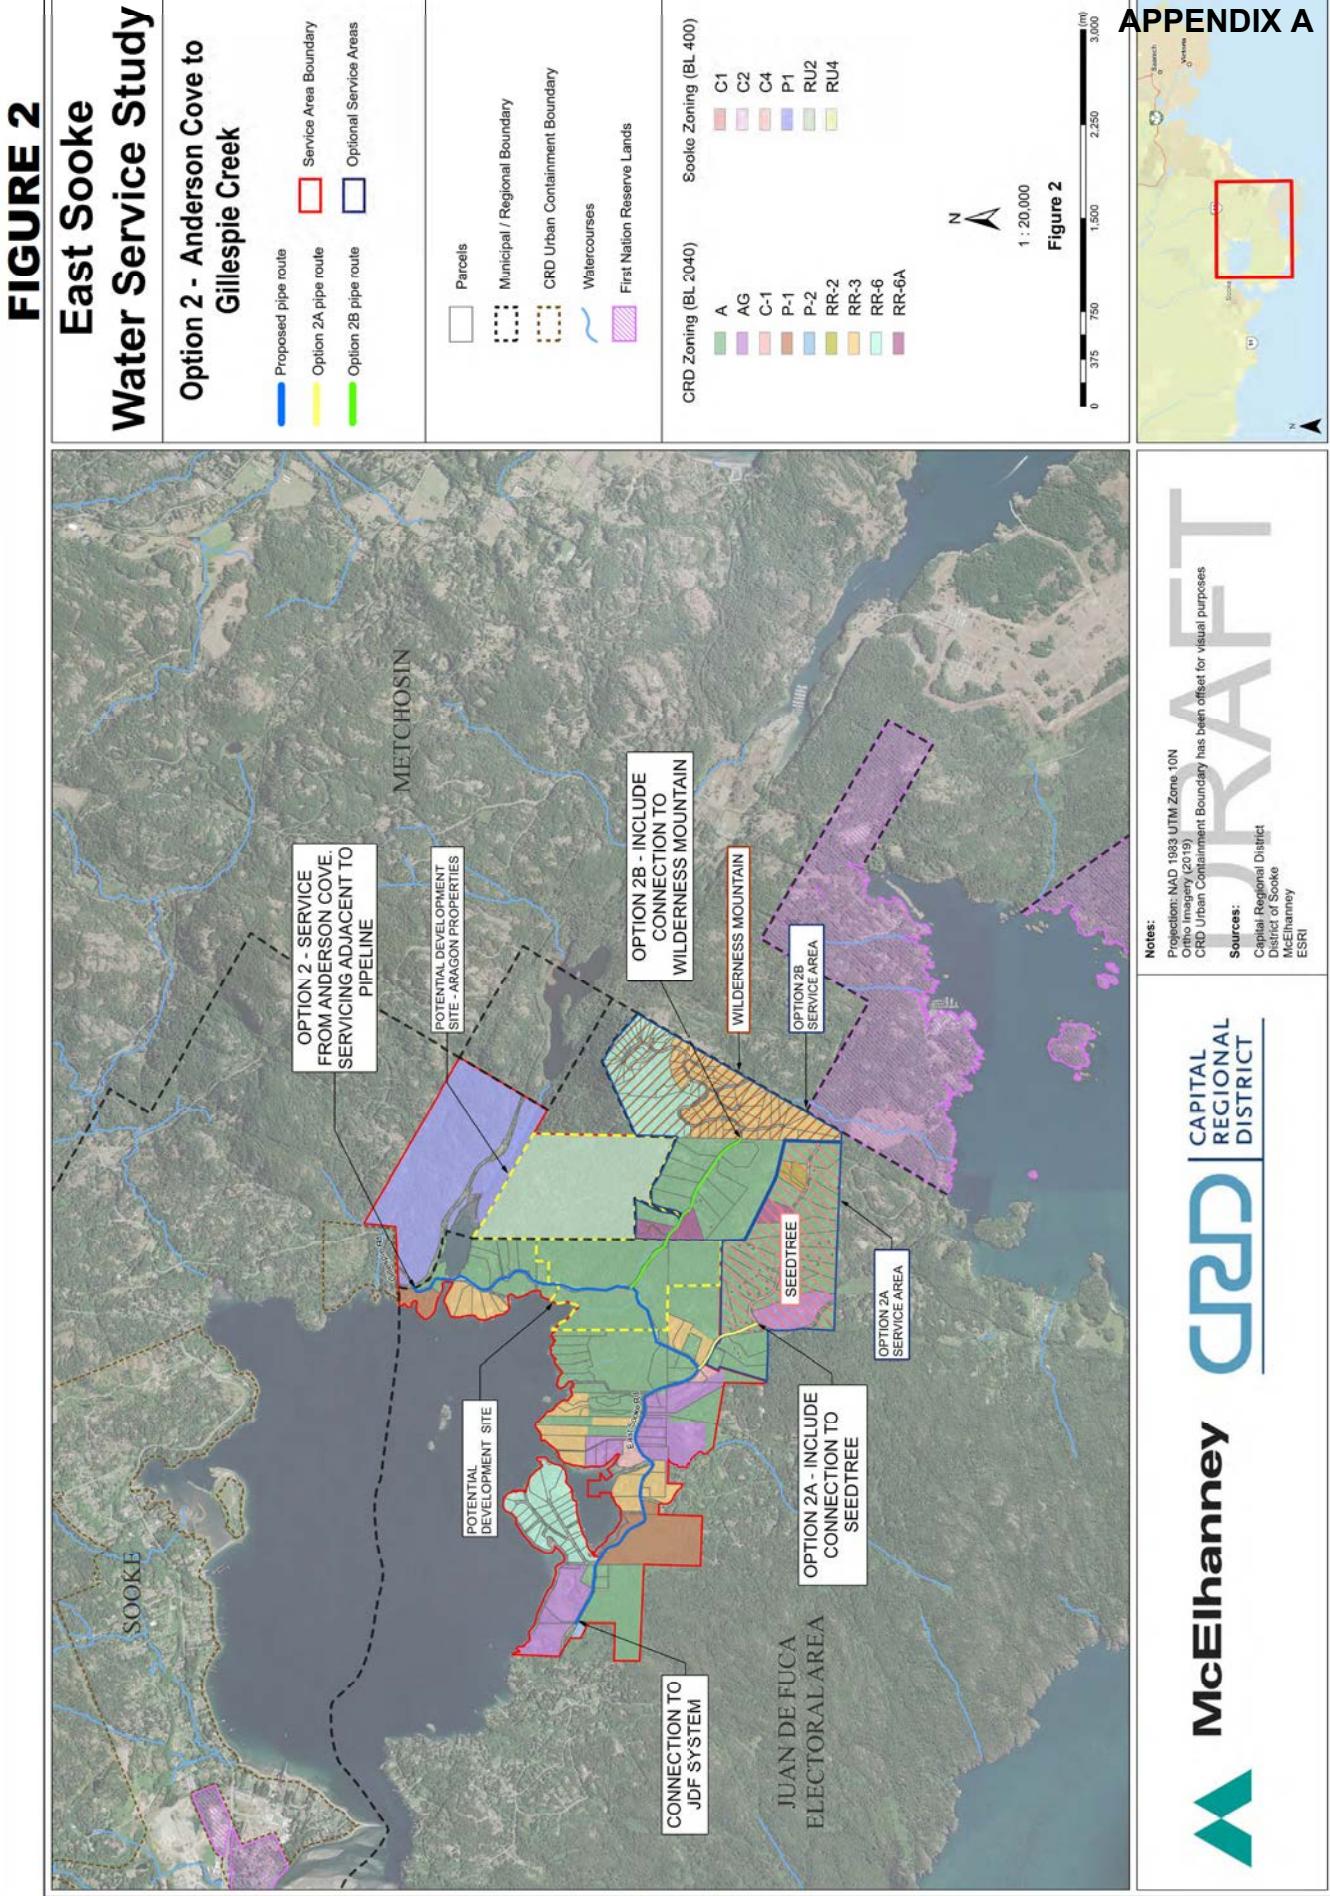 APPENDIX A
FIGURE 2
East Sooke
Water Service Study
Option 2 - Anderson Cove to
Gillespie Creek
Proposed pipe route
Option 2A pipe route
Option 2B pipe route
Service Area Boundary
Optional Service Areas
Parcels
Municipal / Regional Boundary
CRD Urban Containment Boundary
Watercourses
First Nation Reserve Lands
CRD Zoning (BL 2040)
A
AG
C-1
P-1
P-2
RR-2
RR-3
RR-6
RR-6A
Sooke Zoning (BL 400)
C1
C2
C4
P1
RU2
RU4
N
1 : 20,000
Figure 2
0 375 750 1,500 2,250 3,000
(m)
Saanich
Victoria
Sooke
N
SOOKE
METCHOSIN
JUAN DE FUCA
ELECTORAL AREA
OPTION 2 - SERVICE
FROM ANDERSON COVE.
SERVICING ADJACENT TO
PIPELINE
POTENTIAL DEVELOPMENT
SITE - ARAGON PROPERTIES
OPTION 2B - INCLUDE
CONNECTION TO
WILDERNESS MOUNTAIN
WILDERNESS MOUNTAIN
OPTION 2B
SERVICE AREA
POTENTIAL
DEVELOPMENT SITE
SEEDTREE
OPTION 2A
SERVICE AREA
OPTION 2A - INCLUDE
CONNECTION TO
SEEDTREE
CONNECTION TO
JDF SYSTEM
East Sooke Rd
McElhanney
CRD
CAPITAL
REGIONAL
DISTRICT
DRAFT
Notes:
Projection: NAD 1983 UTM Zone 10N
Ortho Imagery (2019)
CRD Urban Containment Boundary has been offset for visual purposes
Sources:
Capital Regional District
District of Sooke
McElhanney
ESRI